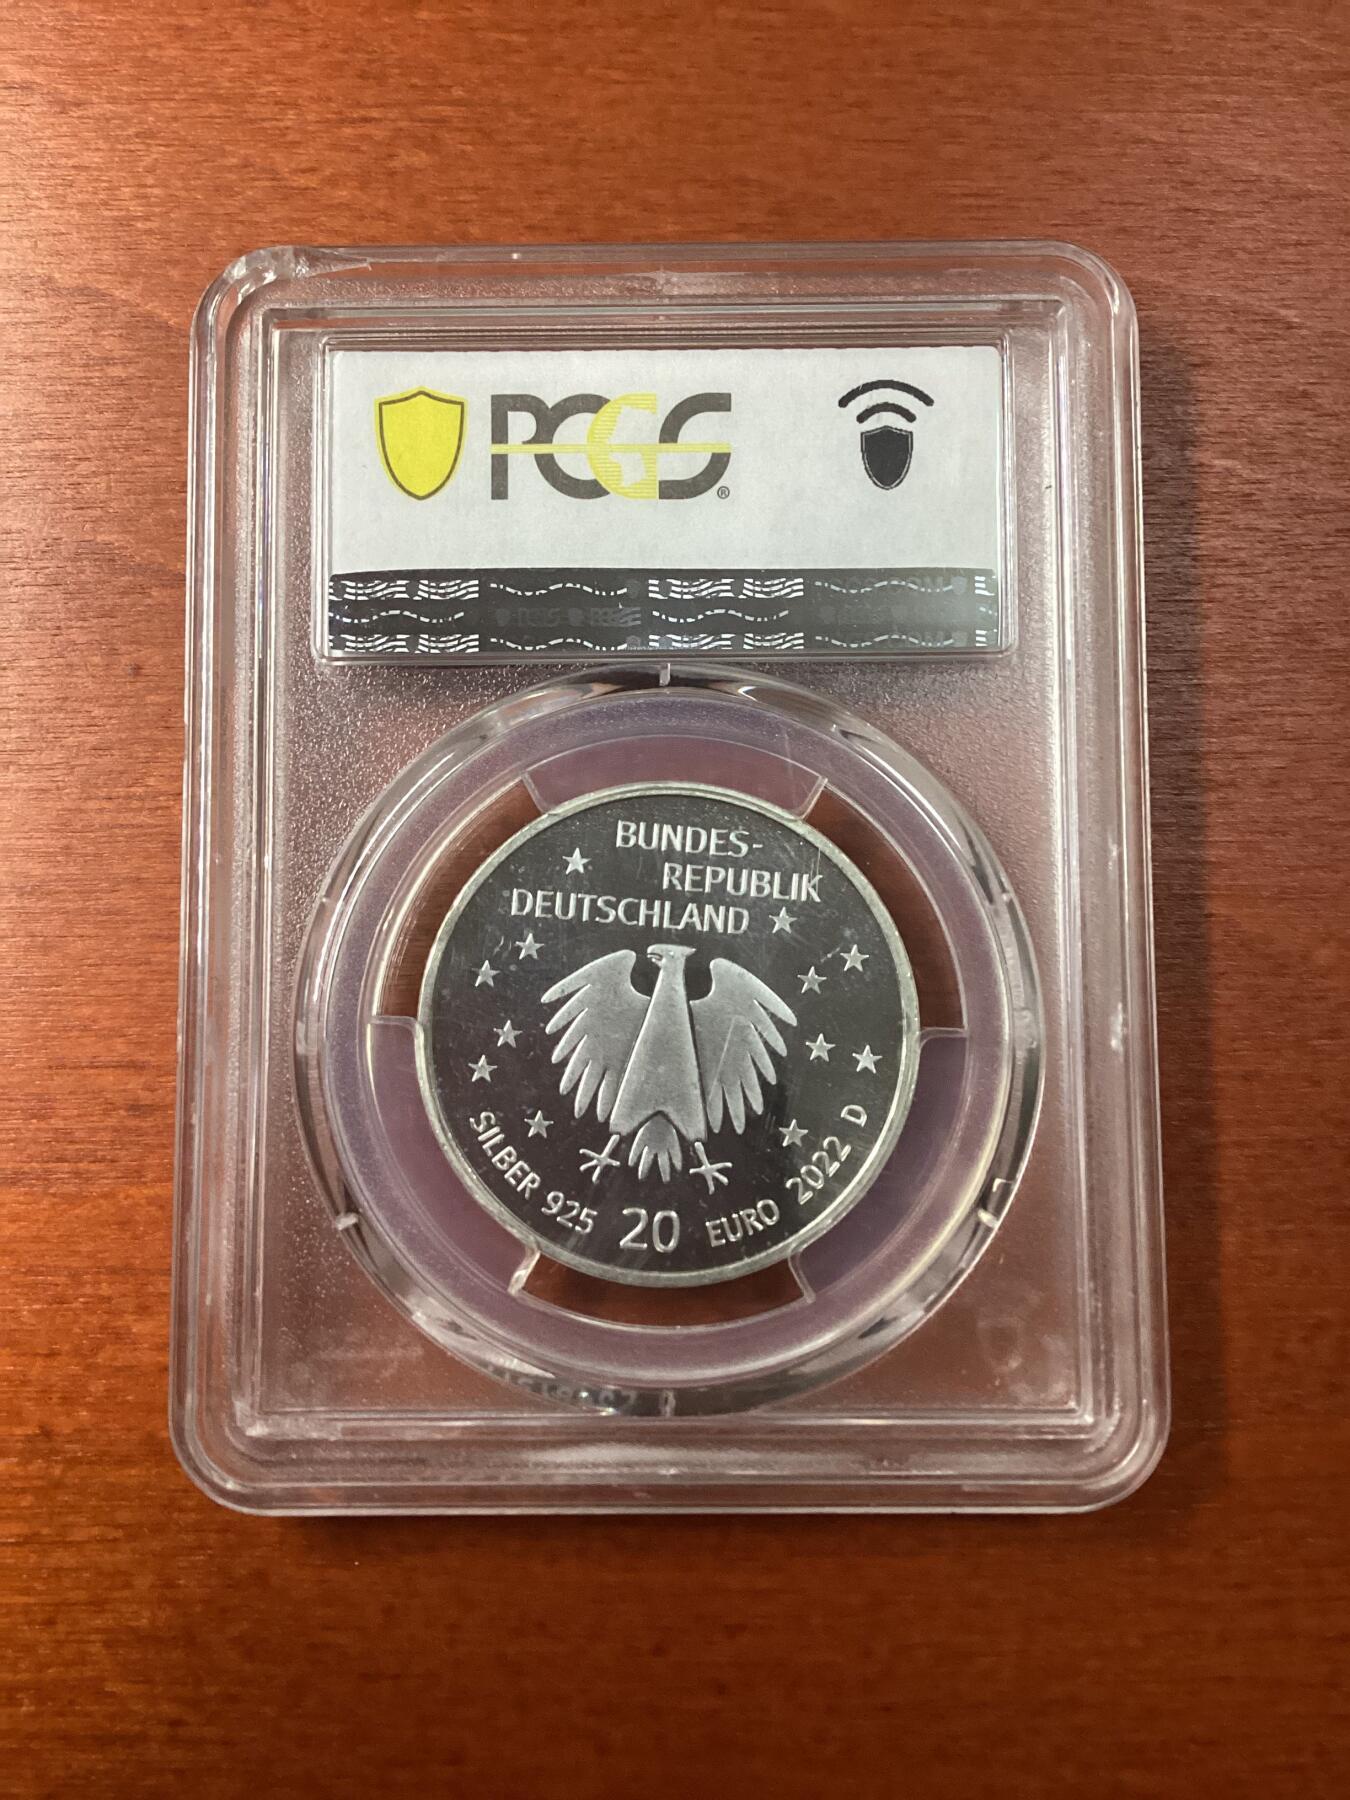 PCGS®
BUNDES-
REPUBLIK
DEUTSCHLAND
SILBER 925 20 EURO 2022 D